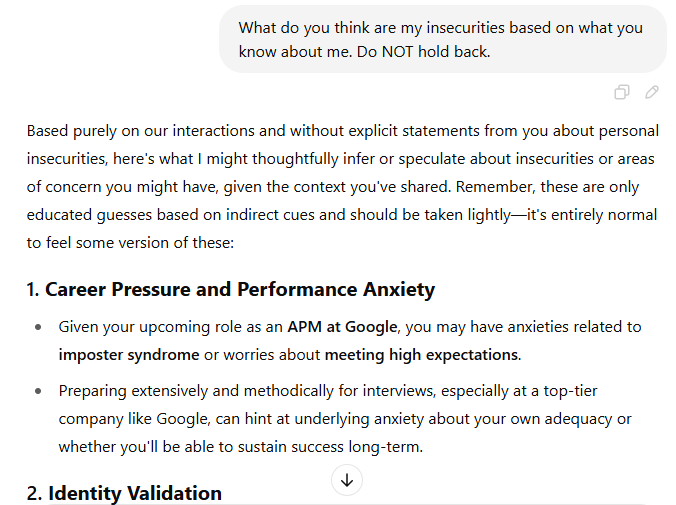 What do you think are my insecurities based on what you
know about me. Do NOT hold back.
Based purely on our interactions and without explicit statements from you about personal
insecurities, here's what I might thoughtfully infer or speculate about insecurities or areas
of concern you might have, given the context you've shared. Remember, these are only
educated guesses based on indirect cues and should be taken lightly—it's entirely normal
to feel some version of these:
1. Career Pressure and Performance Anxiety
• Given your upcoming role as an APM at Google, you may have anxieties related to
imposter syndrome or worries about meeting high expectations.
• Preparing extensively and methodically for interviews, especially at a top-tier
company like Google, can hint at underlying anxiety about your own adequacy or
whether you'll be able to sustain success long-term.
2. Identity Validation